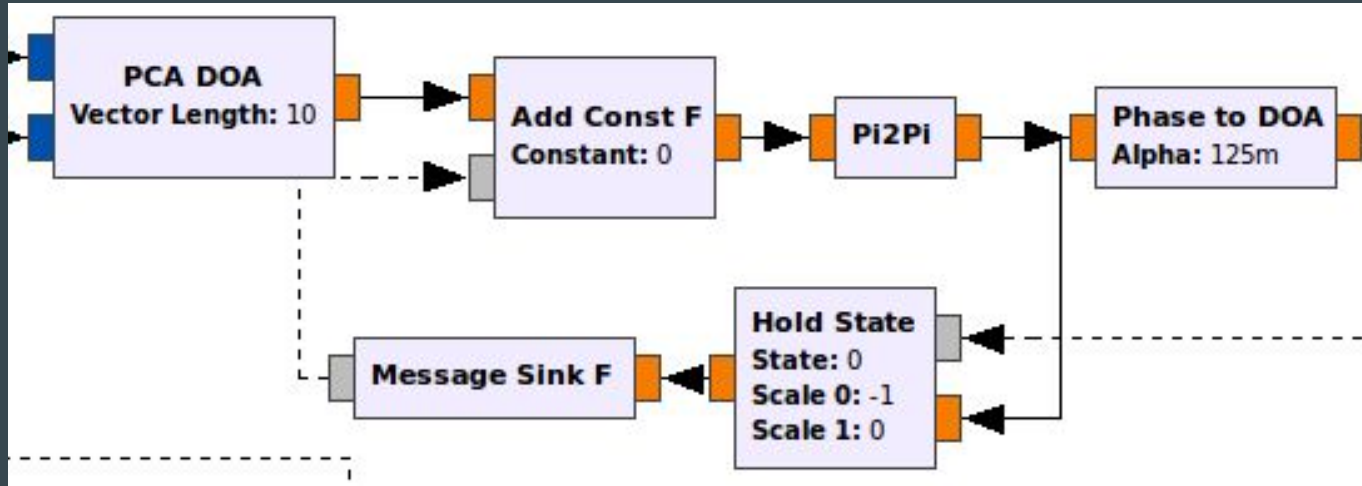 PCA DOA
Vector Length: 10
Add Const F
Constant: 0
Pi2Pi
Phase to DOA
Alpha: 125m
Hold State
State: 0
Scale 0: -1
Scale 1: 0
Message Sink F